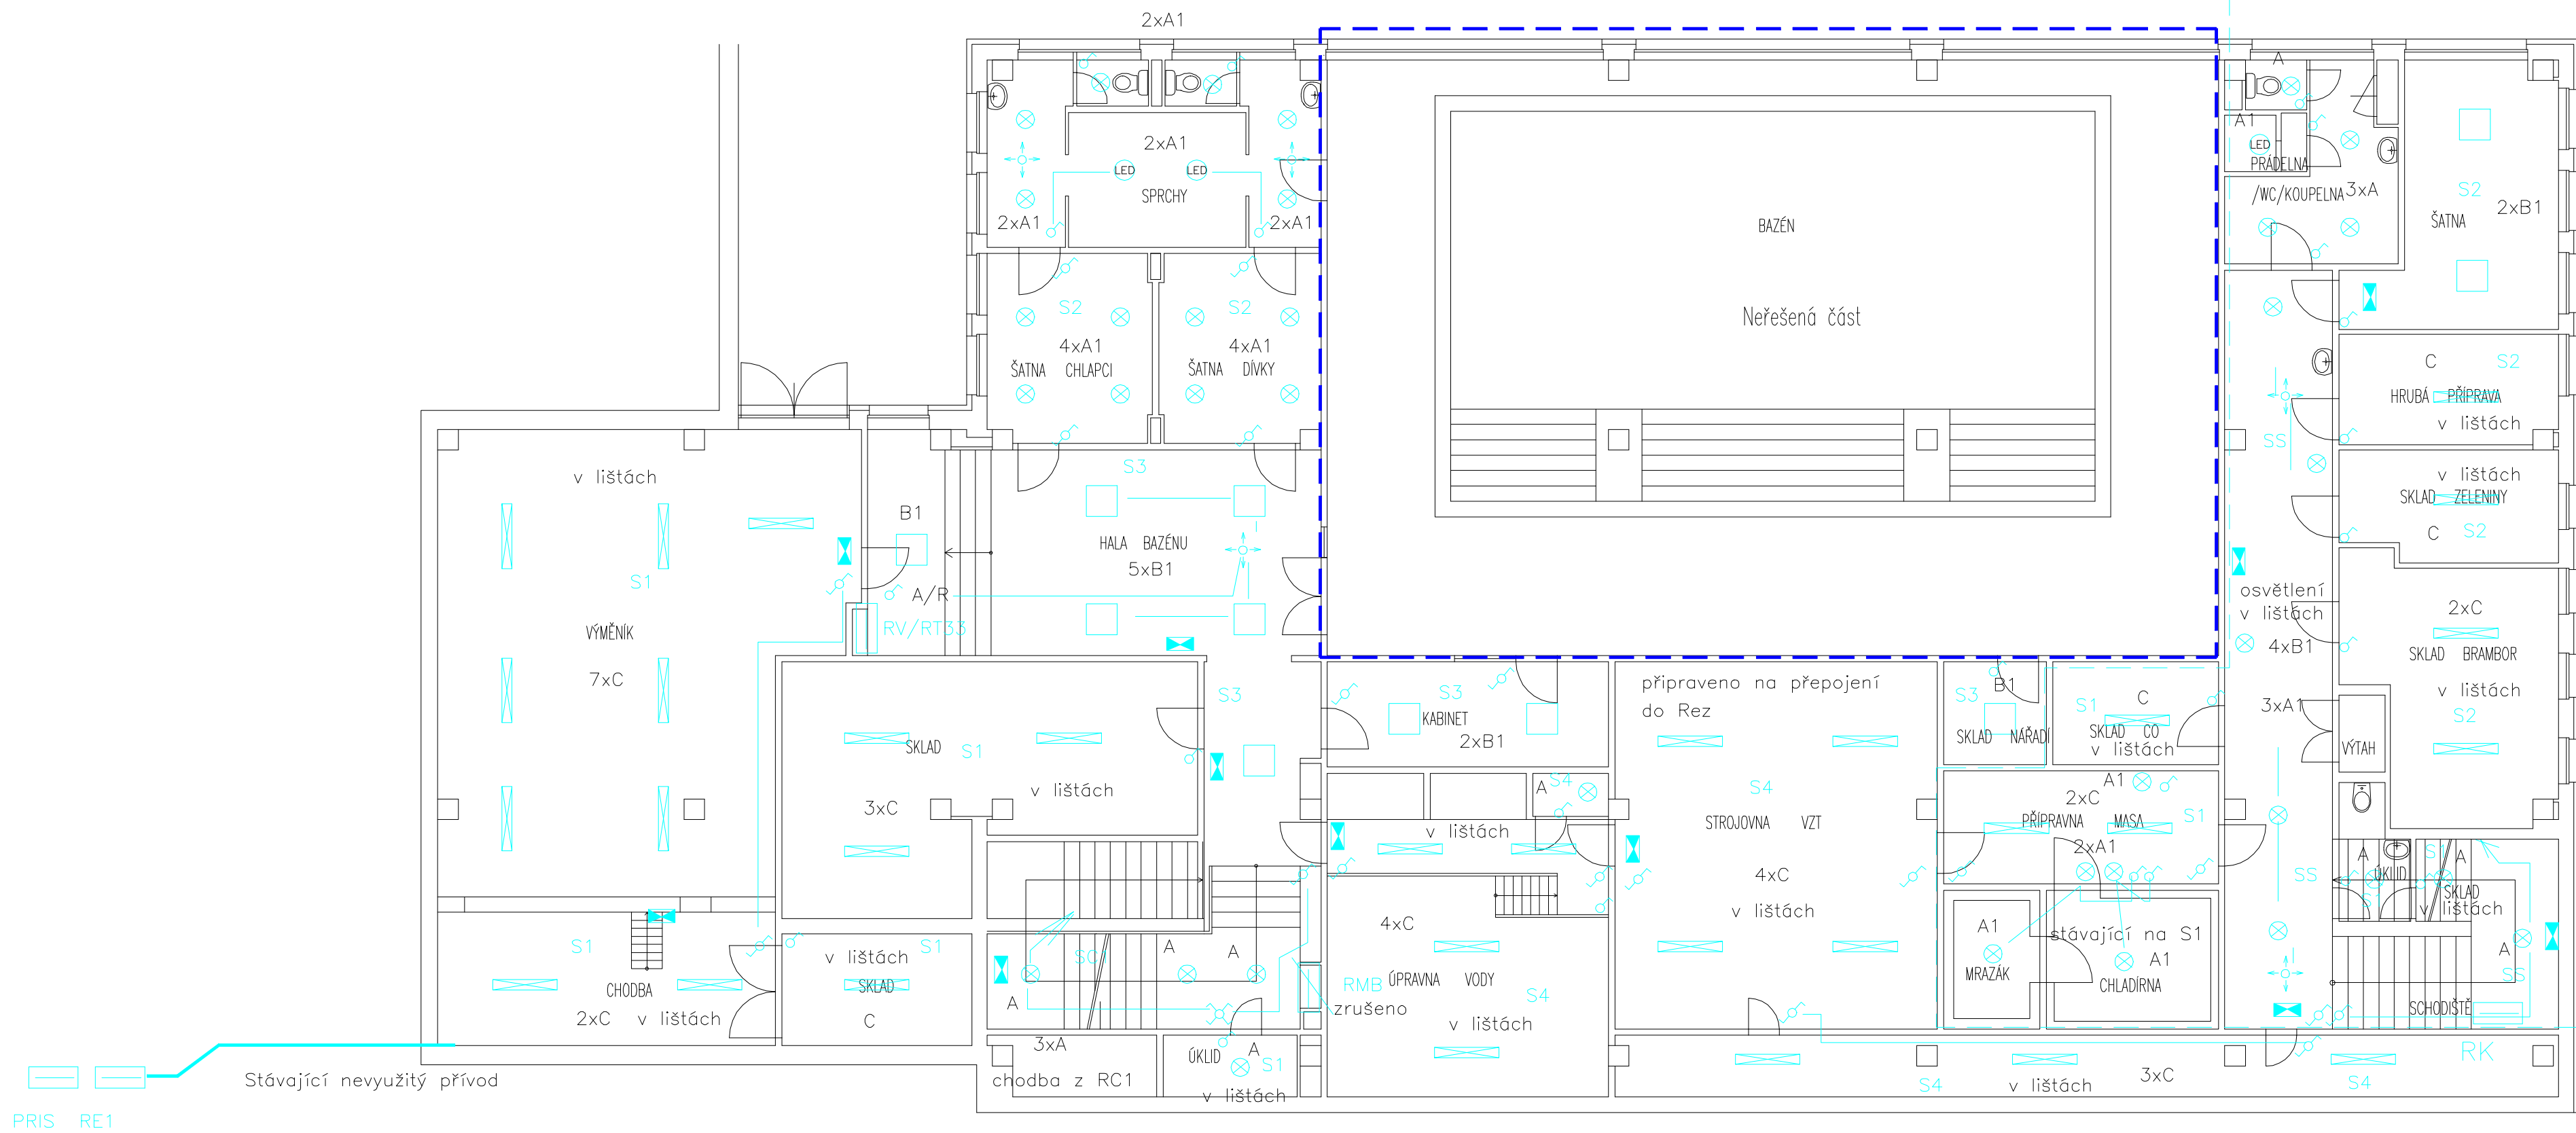 2xA1
A
2xA1
LED
LED
SPRCHY
2xA1
2xA1
BAZÉN
Neřešená část
A1
LED
PRÁDELNA
/WC/KOUPELNA
3xA
S2
2xB1
ŠATNA
S2
4xA1
ŠATNA CHLAPCI
S2
4xA1
ŠATNA DÍVKY
C
S2
HRUBÁ PŘÍPRAVA
v lištách
SS
v lištách
SKLAD ZELENINY
C
S2
v lištách
S1
VÝMĚNÍK
7xC
B1
S3
HALA BAZÉNU
5xB1
A/R
RV/RT33
osvětlení
v lištách
4xB1
2xC
SKLAD BRAMBOR
v lištách
S2
3xA1
VÝTAH
SKLAD
S1
3xC
v lištách
S3
S3
KABINET
2xB1
připraveno na přepojení
do Rez
S3
B1
SKLAD NÁŘADÍ
S1
C
SKLAD CO
v lištách
S4
A
v lištách
S4
STROJOVNA VZT
4xC
v lištách
A1
2xC
PŘÍPRAVNA MASA
S1
2xA1
SS
A
ÚKLID
S1
S1
A
SKLAD
v lištách
A
SS
SCHODIŠTĚ
A1
MRAZÁK
stávající na S1
A1
CHLADÍRNA
4xC
ÚPRAVNA VODY
S4
v lištách
RMB
zrušeno
SC
A
A
A
S1
CHODBA
2xC v lištách
v lištách
S1
SKLAD
C
3xA
chodba z RC1
ÚKLID
A
S1
v lištách
S4
v lištách
3xC
S4
RK
Stávající nevyužitý přívod
PRIS RE1